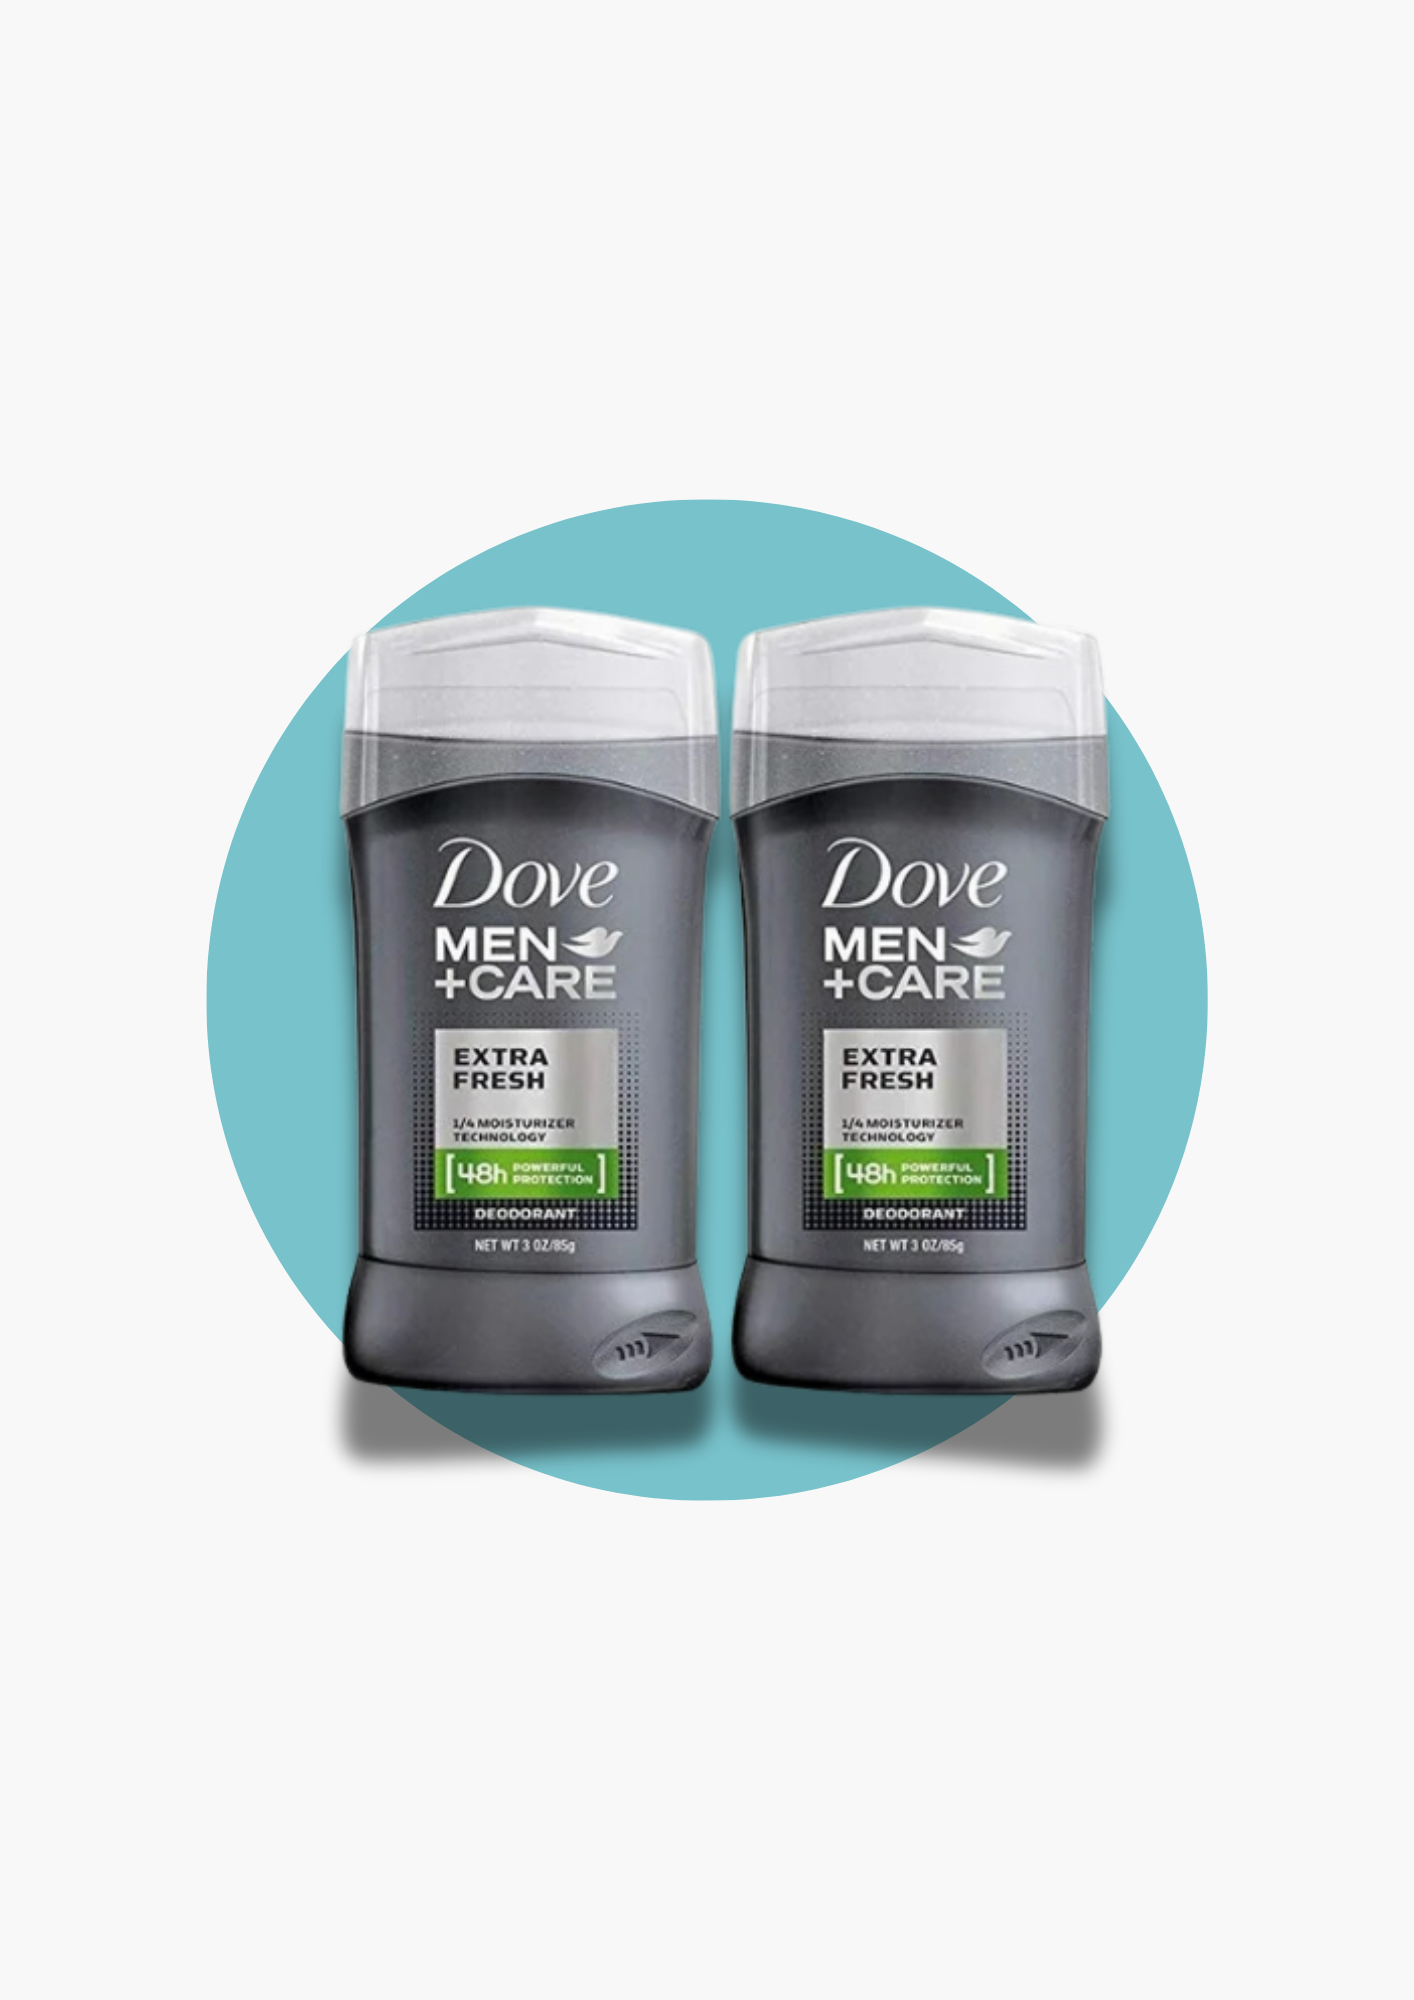 Dove
MEN
+CARE
EXTRA
FRESH
1/4 MOISTURIZER
TECHNOLOGY
[48h POWERFUL
PROTECTION]
DEODORANT
NET WT 3 OZ/85g
Dove
MEN
+CARE
EXTRA
FRESH
1/4 MOISTURIZER
TECHNOLOGY
[48h POWERFUL
PROTECTION]
DEODORANT
NET WT 3 OZ/85g